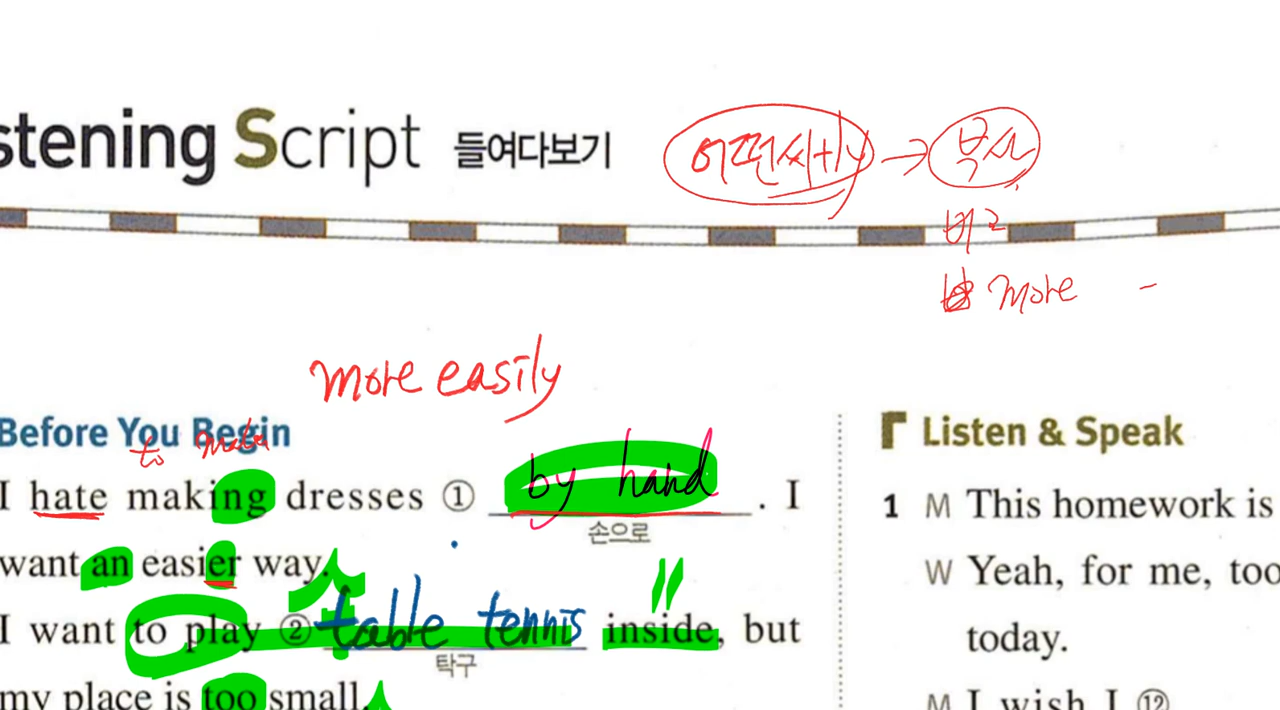 stening Script 들여다보기
어떤씨+ly → 부사
비교
more -
more easily
Before You Begin
to make
I hate making dresses ① by hand . I
손으로
want an easier way.
I want to play ② table tennis inside, but
탁구
my place is too small.
Listen & Speak
1 M This homework is
W Yeah, for me, too
today.
M I wish I ⑫